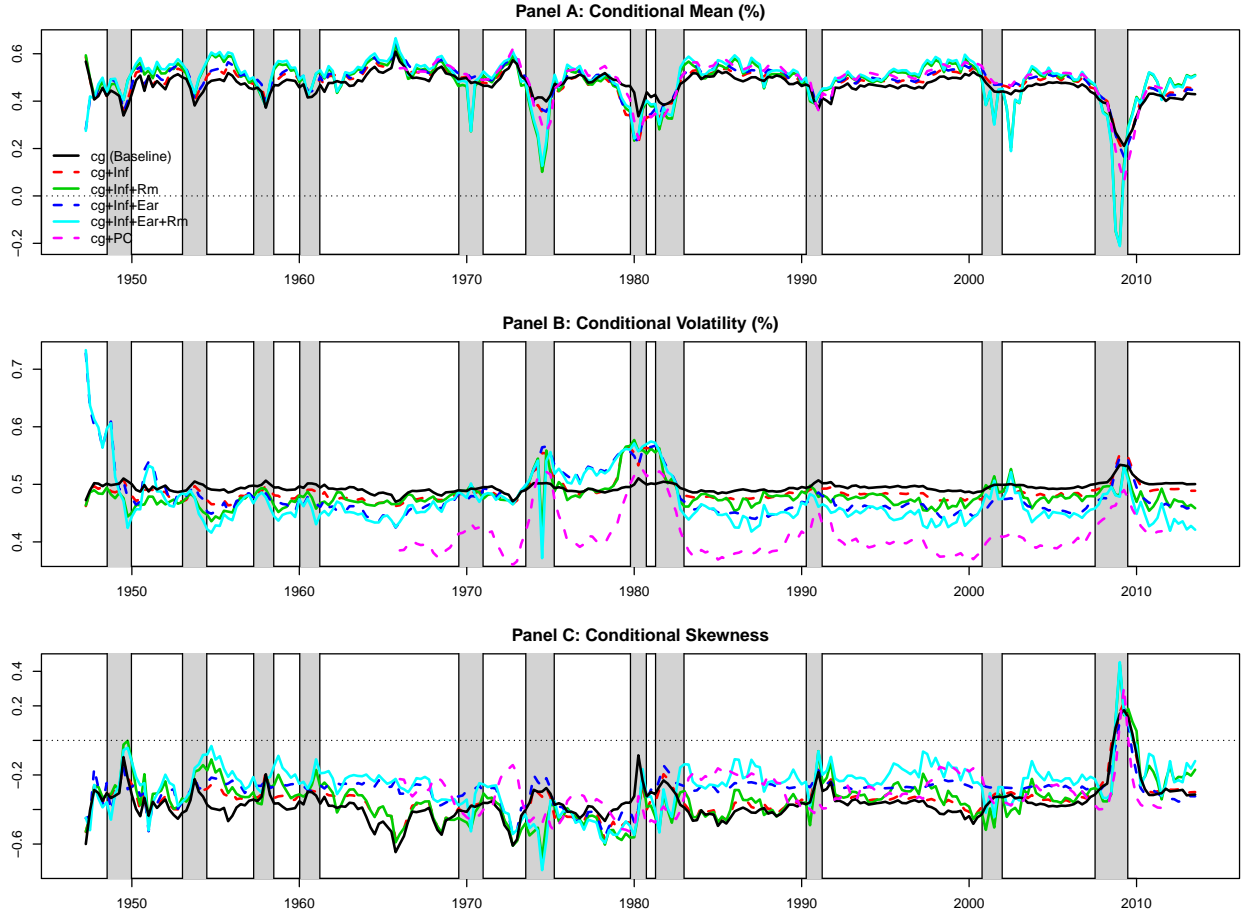 Panel A: Conditional Mean (%)
0.6
0.4
0.2
0.0
−0.2
cg (Baseline)
cg+Inf
cg+Inf+Rm
cg+Inf+Ear
cg+Inf+Ear+Rm
cg+PC
1950 1960 1970 1980 1990 2000 2010
Panel B: Conditional Volatility (%)
0.7
0.6
0.5
0.4
1950 1960 1970 1980 1990 2000 2010
Panel C: Conditional Skewness
0.4
0.2
−0.2
−0.6
1950 1960 1970 1980 1990 2000 2010